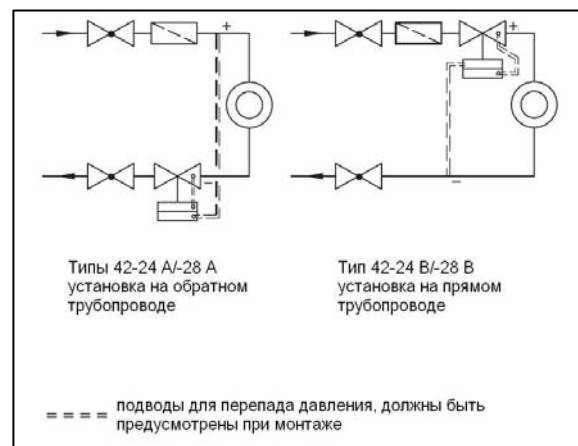 +
−
Типы 42-24 А/-28 А
установка на обратном
трубопроводе
+
−
Тип 42-24 В/-28 В
установка на прямом
трубопроводе
подводы для перепада давления, должны быть
предусмотрены при монтаже